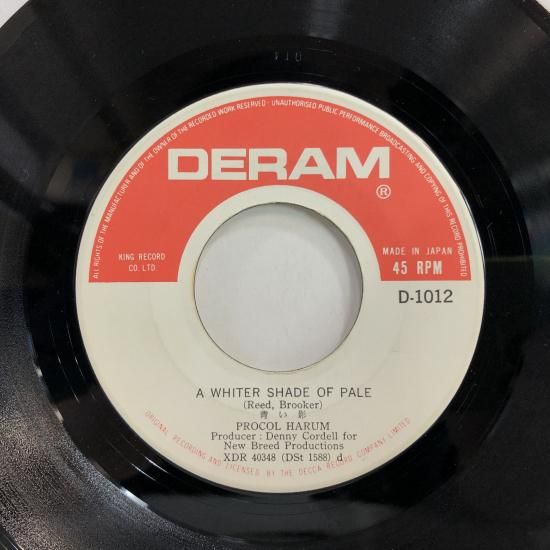 ALL RIGHTS OF THE MANUFACTURER AND OF THE OWNER OF THE RECORDED WORK RESERVED - UNAUTHORISED PUBLIC PERFORMANCE BROADCASTING AND COPYING OF THIS RECORD PROHIBITED
DERAM ®
KING RECORD
CO. LTD.
MADE IN JAPAN
45 RPM
D-1012
A WHITER SHADE OF PALE
(Reed, Brooker)
青い影
PROCOL HARUM
Producer : Denny Cordell for
New Breed Productions
XDR 40348 (DSt 1588) d
ORIGINAL RECORDING AND LICENSED BY THE DECCA RECORD COMPANY LIMITED